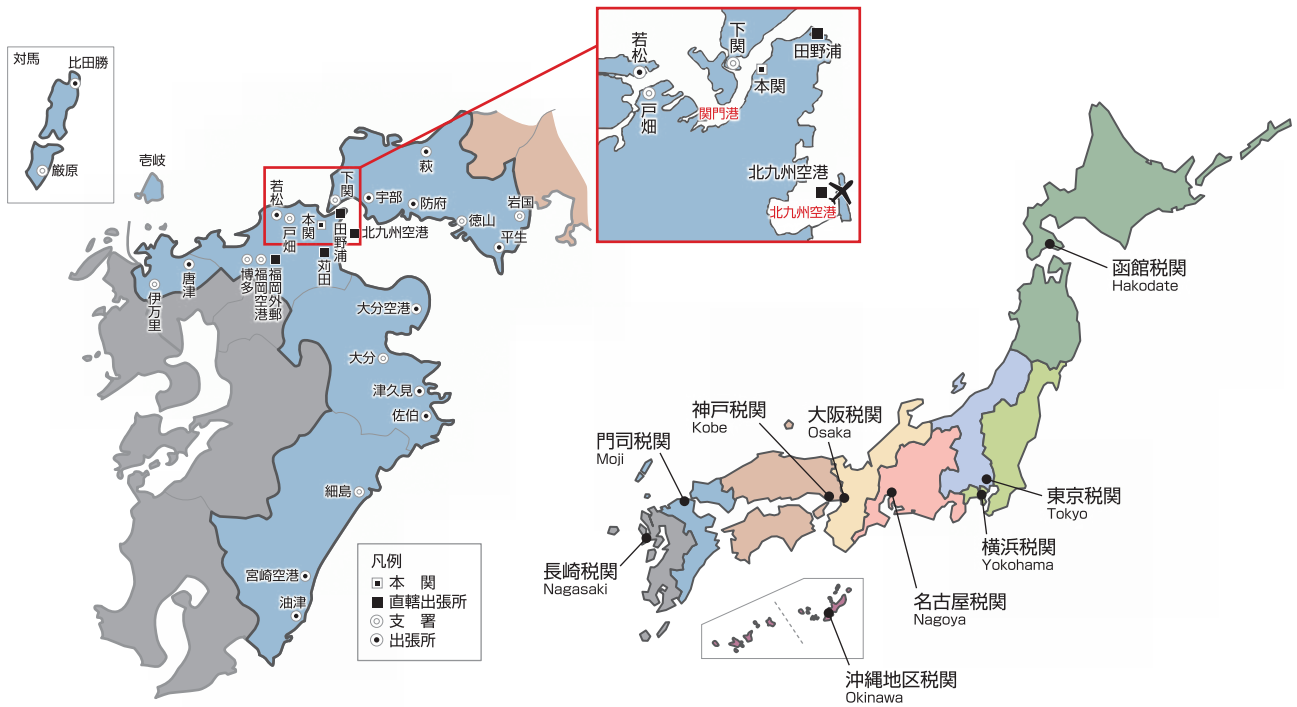 対馬
比田勝
厳原
壱岐
若松
戸畑
本関
下関
田野浦
北九州空港
苅田
宇部
防府
萩
徳山
岩国
平生
伊万里
唐津
博多
福岡空港
福岡外郵
大分空港
大分
津久見
佐伯
細島
宮崎空港
油津
凡例
本 関
直轄出張所
支 署
出張所
若松
戸畑
下関
本関
田野浦
関門港
北九州空港
北九州空港
函館税関
Hakodate
神戸税関
Kobe
大阪税関
Osaka
門司税関
Moji
長崎税関
Nagasaki
東京税関
Tokyo
横浜税関
Yokohama
名古屋税関
Nagoya
沖縄地区税関
Okinawa